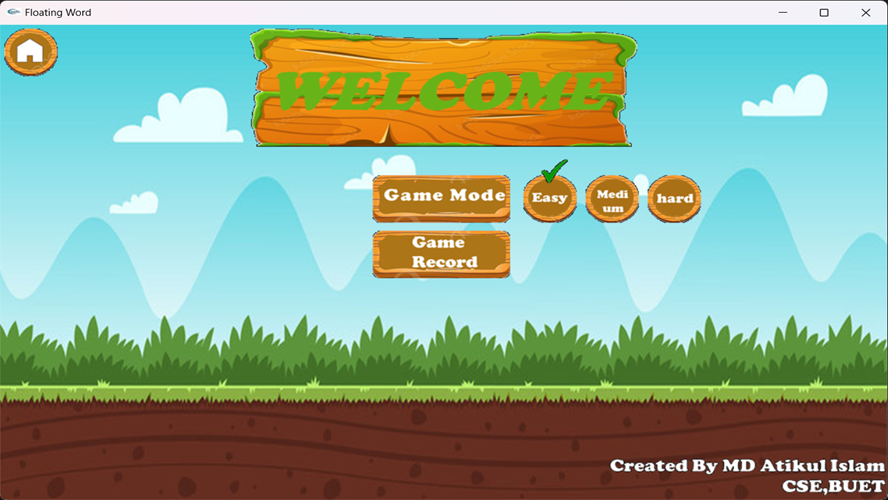 Floating Word
WELCOME
Game Mode
Easy
Medi
um
hard
Game
Record
Created By MD Atikul Islam
CSE,BUET